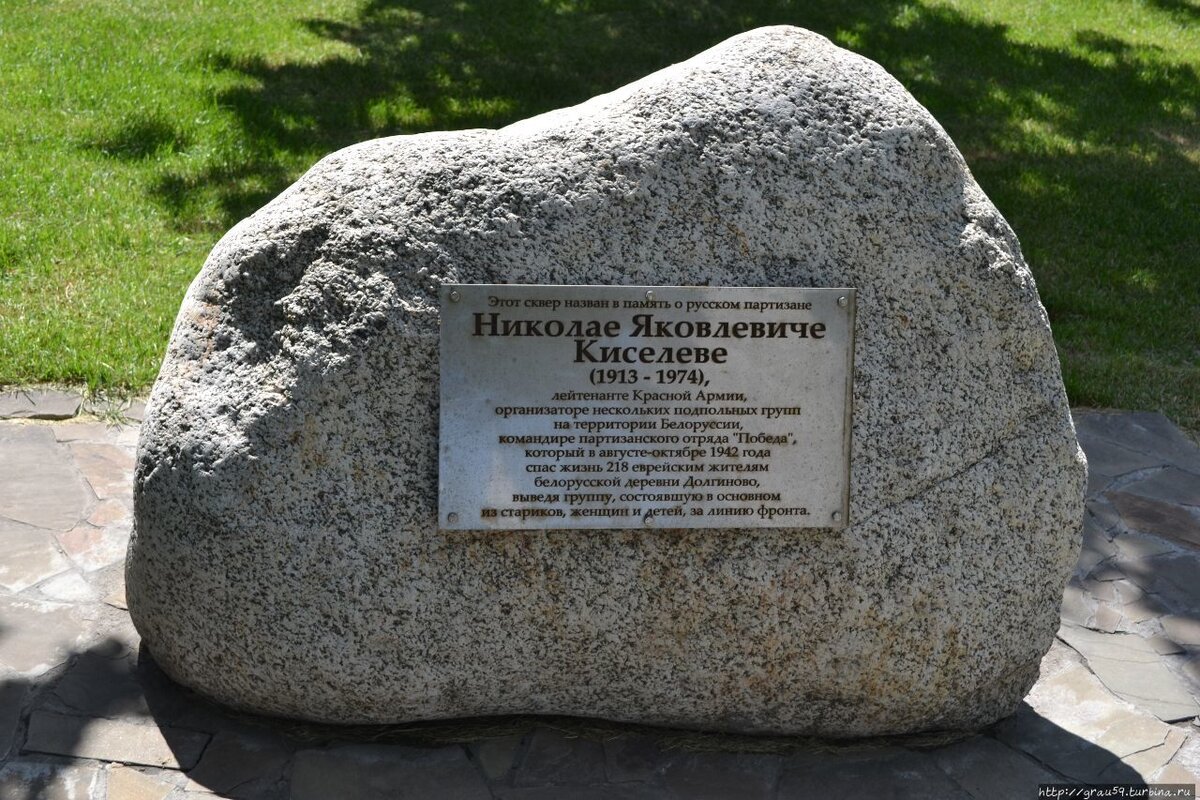 Этот сквер назван в память о русском партизане
Николае Яковлевиче
Киселеве
(1913 - 1974),
лейтенанте Красной Армии,
организаторе нескольких подпольных групп
на территории Белоруссии,
командире партизанского отряда "Победа",
который в августе-октябре 1942 года
спас жизнь 218 еврейским жителям
белорусской деревни Долгиново,
выведя группу, состоявшую в основном
из стариков, женщин и детей, за линию фронта.
http://grau59.turbina.ru